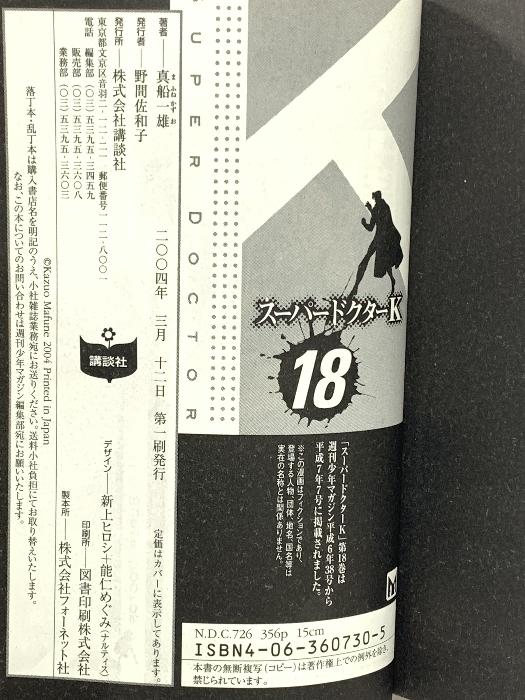 SUPER DOCTOR
スーパードクターK
18
「スーパードクターK」第18巻は
週刊少年マガジン平成6年38号から
平成7年7号に掲載されました。
※この漫画はフィクションであり、
登場する人物、団体、地名、国名等は
実在の名称とは関係ありません。
M
N.D.C.726 356p 15cm
ISBN4-06-360730-5
本書の無断複写(コピー)は著作権上での例外を除き、
禁じられています。
二〇〇四年 三月 十二日 第一刷発行
定価はカバーに表示してあります。
著者――真船一雄
まふねかずお
発行者――野間佐和子
発行所――株式会社講談社
東京都文京区音羽二-一二-二一 郵便番号一一二-八〇〇一
電話 編集部(〇三)五三九五-三四五九
販売部(〇三)五三九五-三六〇八
業務部(〇三)五三九五-三六〇三
講談社
デザイン――新上ヒロシ+能仁めぐみ(ナルティス)
印刷所――図書印刷株式会社
製本所――株式会社フォーネット社
©Kazuo Mafune 2004 Printed in Japan
落丁本・乱丁本は購入書店名を明記のうえ、小社雑誌業務宛にお送りください。送料小社負担にてお取り替えいたします。
なお、この本についてのお問い合わせは週刊少年マガジン編集部宛にお願いいたします。